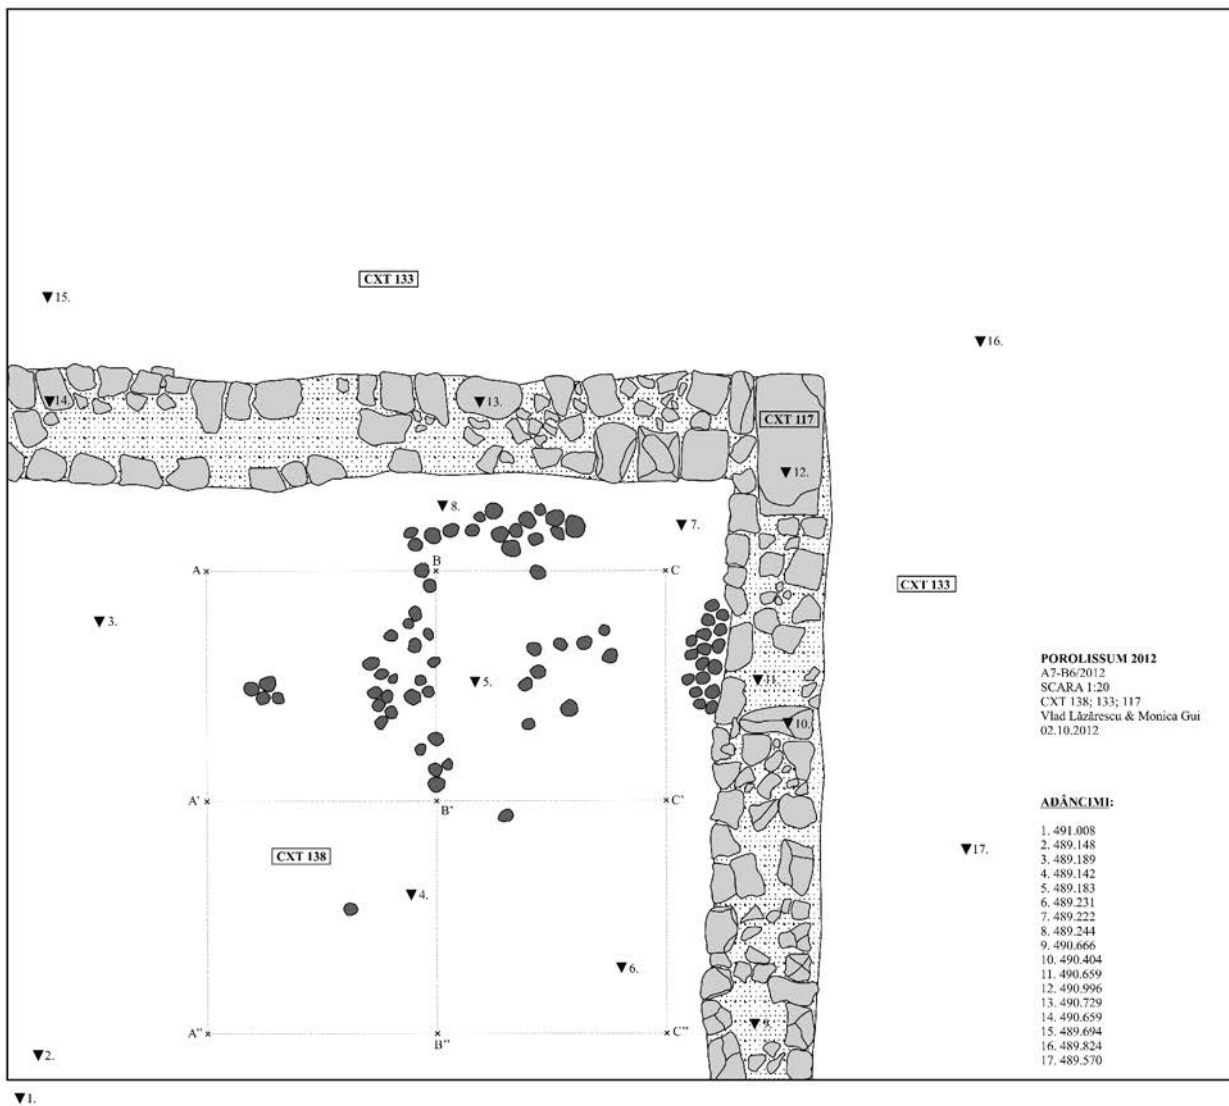 CXT 133
▼15.
▼16.
▼14.
▼13.
CXT 117
▼12.
▼8.
▼7.
A
B
C
CXT 133
▼3.
▼5.
▼11.
▼10.
POROLISSUM 2012
A7-B6/2012
SCARA 1:20
CXT 138; 133; 117
Vlad Lăzărescu & Monica Gui
02.10.2012
A'
B'
C'
CXT 138
▼17.
▼4.
▼6.
▼9.
A"
B"
C"
▼2.
▼1.
ADÂNCIMI:
1. 491.008
2. 489.148
3. 489.189
4. 489.142
5. 489.183
6. 489.231
7. 489.222
8. 489.244
9. 490.666
10. 490.404
11. 490.659
12. 490.996
13. 490.729
14. 490.659
15. 489.694
16. 489.824
17. 489.570